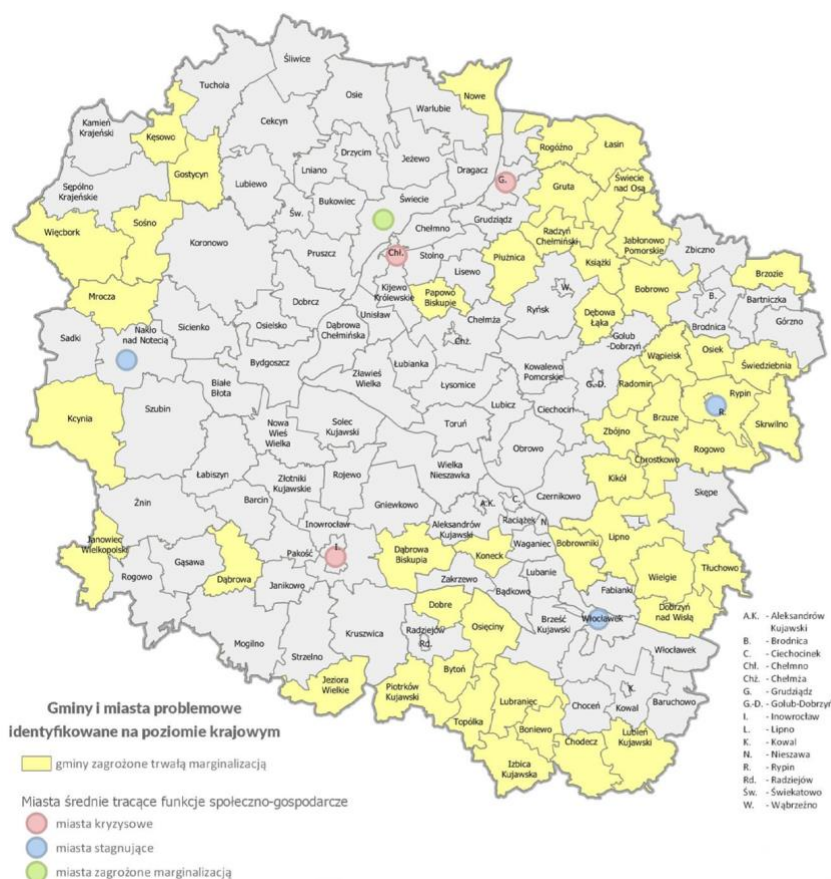 Śliwice
Tuchola
Osie
Nowe
Warlubie
Kamień
Krajeński
Kęsowo
Cekcyn
Rogóźno
Łasin
Drzycim
Jeżewo
Gostycyn
Lniano
Dragacz
G.
Gruta
Świecie
nad Osą
Sępólno
Krajeńskie
Lubiewo
Bukowiec
Świecie
Św.
Grudziądz
Więcbork
Sośno
Chełmno
Radzyń
Chełmiński
Jabłonowo
Pomorskie
Koronowo
Pruszcz
Chł.
Stolno
Płużnica
Książki
Zbiczno
Lisewo
Brzozie
Mrocza
Dobrcz
Kijewo
Królewskie
Papowo
Biskupie
W.
Bobrowo
B.
Bartniczka
Unisław
Ryńsk
Dębowa
Łąka
Sadki
Nakło
nad Notecią
Sicienko
Osielsko
Dąbrowa
Chełmińska
Chełmża
Chż.
Golub
-Dobrzyń
Brodnica
Górzno
Wąpielsk
Osiek
Świedziebnia
Bydgoszcz
Łubianka
Zławieś
Wielka
Kowalewo
Pomorskie
G.-D.
Radomin
Rypin
R.
Białe
Błota
Łysomice
Kcynia
Szubin
Lubicz
Ciechocin
Brzuze
Skrwilno
Nowa
Wieś
Wielka
Solec
Kujawski
Toruń
Zbójno
Rogowo
Obrowo
Chrostkowo
Łabiszyn
Złotniki
Kujawskie
Rojewo
Wielka
Nieszawka
Kikół
Skępe
Żnin
Barcin
Gniewkowo
Czernikowo
A.K.
C.
Inowrocław
Aleksandrów
Kujawski
Raciążek
N.
Janowiec
Wielkopolski
Pakość
I.
Dąbrowa
Biskupia
Koneck
Waganiec
Bobrowniki
Lipno
Tłuchowo
Gąsawa
Rogowo
Dąbrowa
Janikowo
Zakrzewo
Lubanie
Bądkowo
Fabianki
Wielgie
Dobre
Osięciny
Brześć
Kujawski
Włocławek
Dobrzyń
nad Wisłą
Kruszwica
Radziejów
Rd.
Mogilno
Strzelno
Włocławek
Bytoń
Jeziora
Wielkie
Piotrków
Kujawski
Lubraniec
Choceń
K.
Kowal
Baruchowo
Topólka
Boniewo
Chodecz
Lubień
Kujawski
Izbica
Kujawska
A.K. - Aleksandrów
Kujawski
B. - Brodnica
C. - Ciechocinek
Chł. - Chełmno
Chż. - Chełmża
G. - Grudziądz
G.-D. - Golub-Dobrzyń
I. - Inowrocław
Ł. - Lipno
K. - Kowal
N. - Nieszawa
R. - Rypin
Rd. - Radziejów
Św. - Świekatowo
W. - Wąbrzeźno
Gminy i miasta problemowe
identyfikowane na poziomie krajowym
gminy zagrożone trwałą marginalizacją
Miasta średnie tracące funkcje społeczno-gospodarcze
miasta kryzysowe
miasta stagnujące
miasta zagrożone marginalizacją